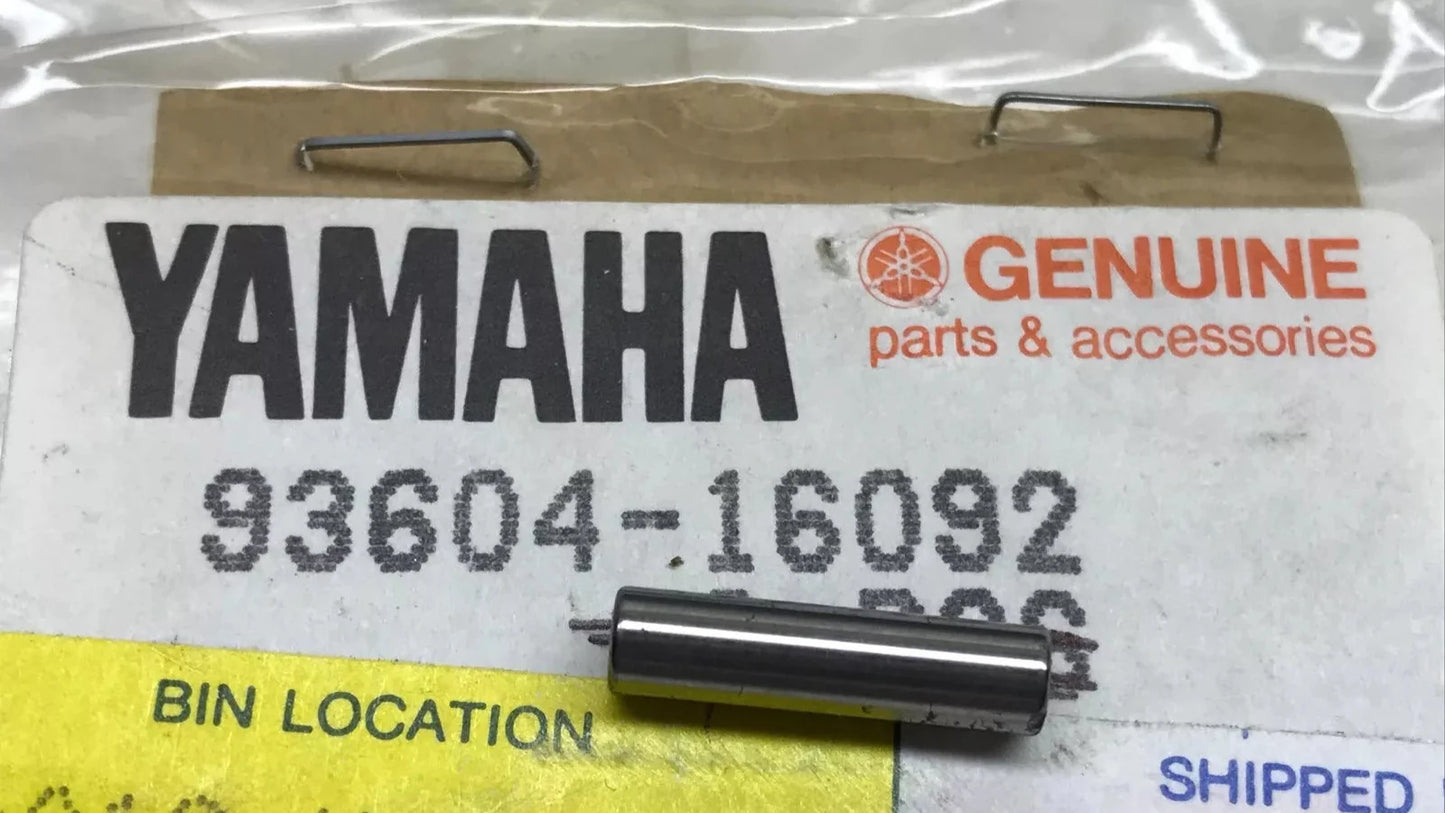 YAMAHA
GENUINE
parts & accessories
93604-16092
BIN LOCATION
SHIPPED